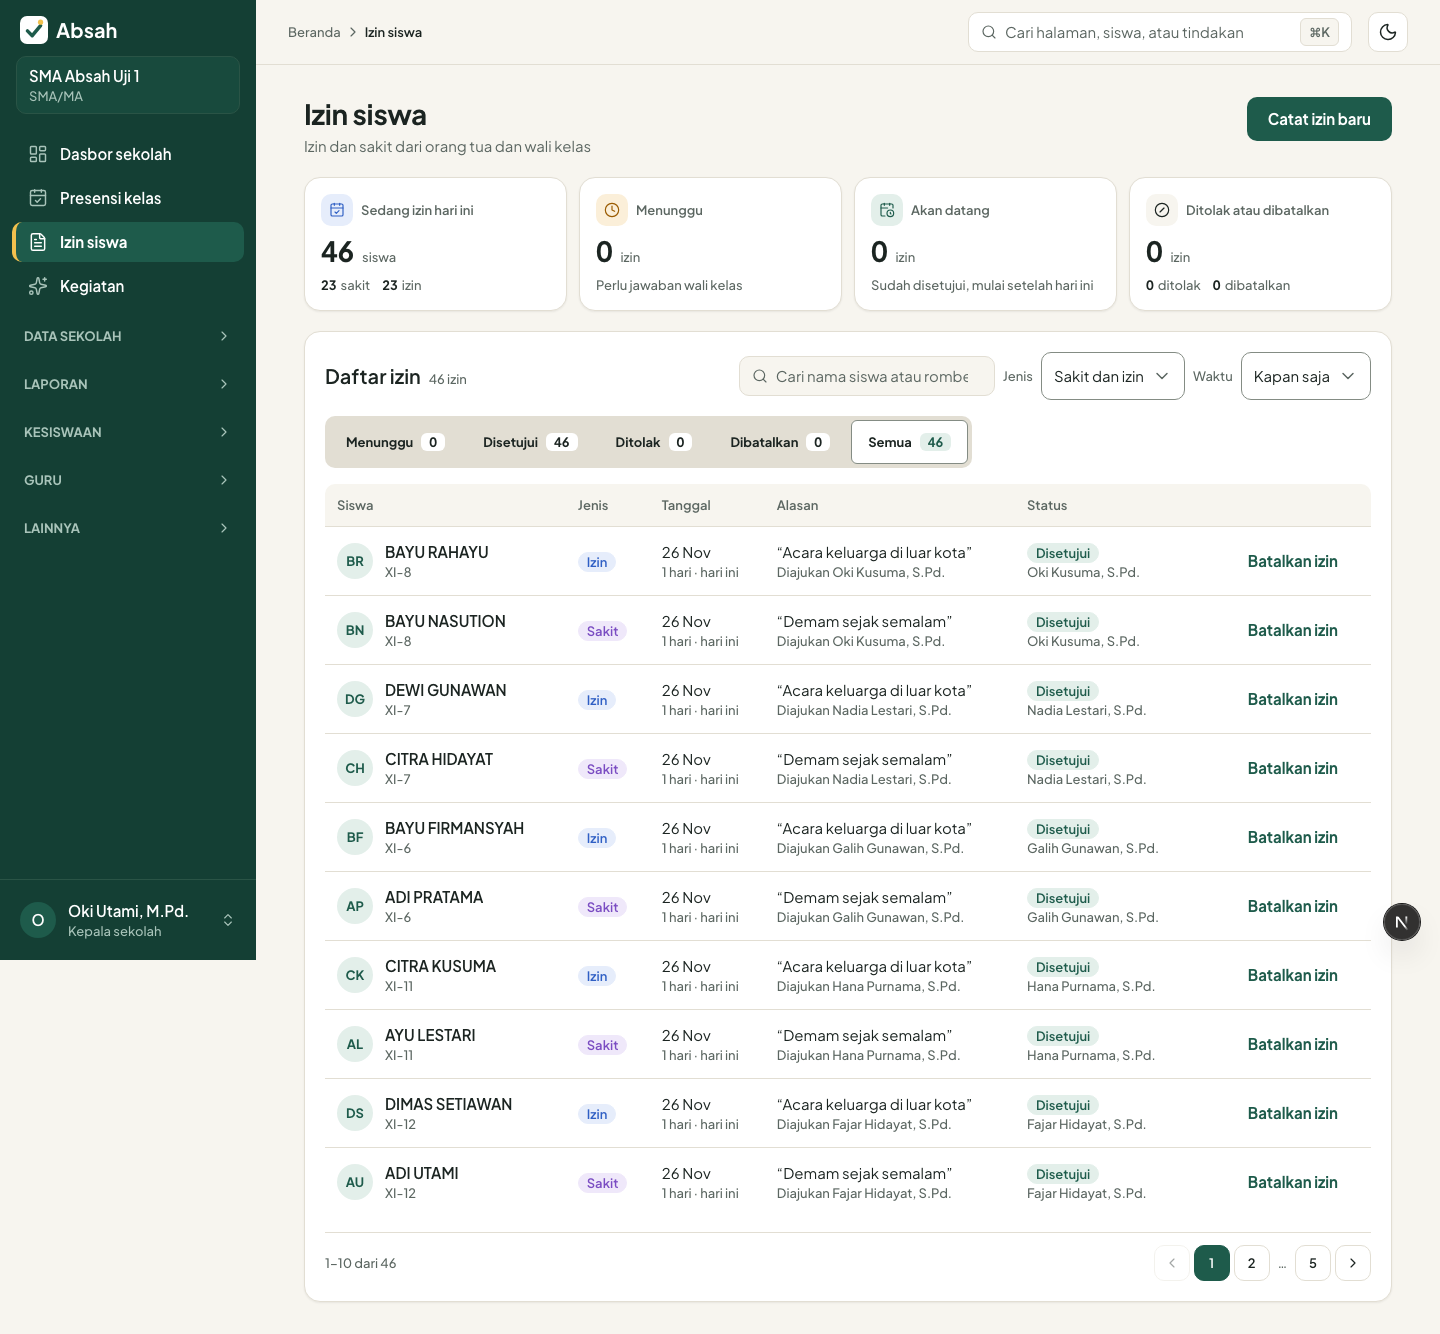 Absah
SMA Absah Uji 1
SMA/MA
Dasbor sekolah
Presensi kelas
Izin siswa
Kegiatan
DATA SEKOLAH
LAPORAN
KESISWAAN
GURU
LAINNYA
O
Oki Utami, M.Pd.
Kepala sekolah
Beranda > Izin siswa
Cari halaman, siswa, atau tindakan ⌘K
Izin siswa
Izin dan sakit dari orang tua dan wali kelas
Catat izin baru
Sedang izin hari ini
46 siswa
23 sakit 23 izin
Menunggu
0 izin
Perlu jawaban wali kelas
Akan datang
0 izin
Sudah disetujui, mulai setelah hari ini
Ditolak atau dibatalkan
0 izin
0 ditolak 0 dibatalkan
Daftar izin 46 izin
Cari nama siswa atau rombe
Jenis Sakit dan izin
Waktu Kapan saja
Menunggu 0 Disetujui 46 Ditolak 0 Dibatalkan 0 Semua 46
Siswa Jenis Tanggal Alasan Status
BR BAYU RAHAYU Izin 26 Nov “Acara keluarga di luar kota” Disetujui Batalkan izin
XI-8 1 hari · hari ini Diajukan Oki Kusuma, S.Pd. Oki Kusuma, S.Pd.
BN BAYU NASUTION Sakit 26 Nov “Demam sejak semalam” Disetujui Batalkan izin
XI-8 1 hari · hari ini Diajukan Oki Kusuma, S.Pd. Oki Kusuma, S.Pd.
DG DEWI GUNAWAN Izin 26 Nov “Acara keluarga di luar kota” Disetujui Batalkan izin
XI-7 1 hari · hari ini Diajukan Nadia Lestari, S.Pd. Nadia Lestari, S.Pd.
CH CITRA HIDAYAT Sakit 26 Nov “Demam sejak semalam” Disetujui Batalkan izin
XI-7 1 hari · hari ini Diajukan Nadia Lestari, S.Pd. Nadia Lestari, S.Pd.
BF BAYU FIRMANSYAH Izin 26 Nov “Acara keluarga di luar kota” Disetujui Batalkan izin
XI-6 1 hari · hari ini Diajukan Galih Gunawan, S.Pd. Galih Gunawan, S.Pd.
AP ADI PRATAMA Sakit 26 Nov “Demam sejak semalam” Disetujui Batalkan izin
XI-6 1 hari · hari ini Diajukan Galih Gunawan, S.Pd. Galih Gunawan, S.Pd.
CK CITRA KUSUMA Izin 26 Nov “Acara keluarga di luar kota” Disetujui Batalkan izin
XI-11 1 hari · hari ini Diajukan Hana Purnama, S.Pd. Hana Purnama, S.Pd.
AL AYU LESTARI Sakit 26 Nov “Demam sejak semalam” Disetujui Batalkan izin
XI-11 1 hari · hari ini Diajukan Hana Purnama, S.Pd. Hana Purnama, S.Pd.
DS DIMAS SETIAWAN Izin 26 Nov “Acara keluarga di luar kota” Disetujui Batalkan izin
XI-12 1 hari · hari ini Diajukan Fajar Hidayat, S.Pd. Fajar Hidayat, S.Pd.
AU ADI UTAMI Sakit 26 Nov “Demam sejak semalam” Disetujui Batalkan izin
XI-12 1 hari · hari ini Diajukan Fajar Hidayat, S.Pd. Fajar Hidayat, S.Pd.
1–10 dari 46
1 2 … 5
N